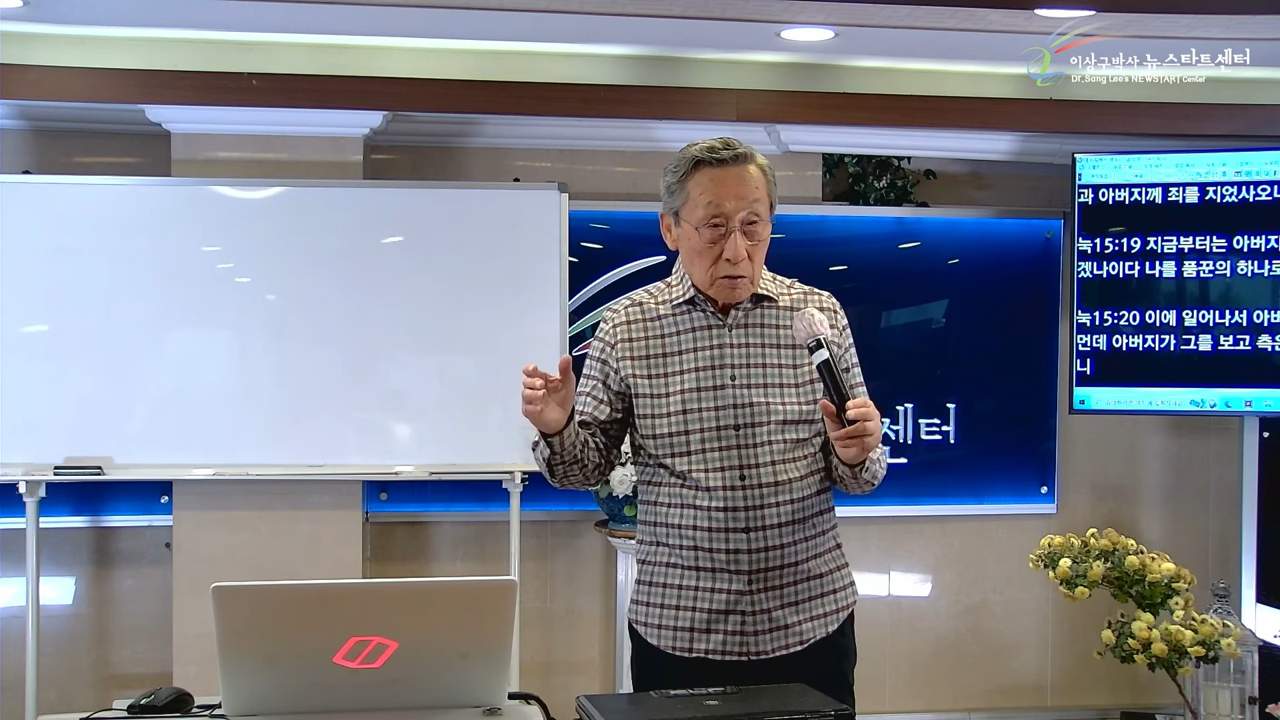 이상구박사 뉴스타트센터
Dr.Sang Lee's NEWSTART Center
과 아버지께 죄를 지었사오니
눅15:19 지금부터는 아버지
겠나이다 나를 품꾼의 하나로
눅15:20 이에 일어나서 아버
먼데 아버지가 그를 보고 측은
니
센터